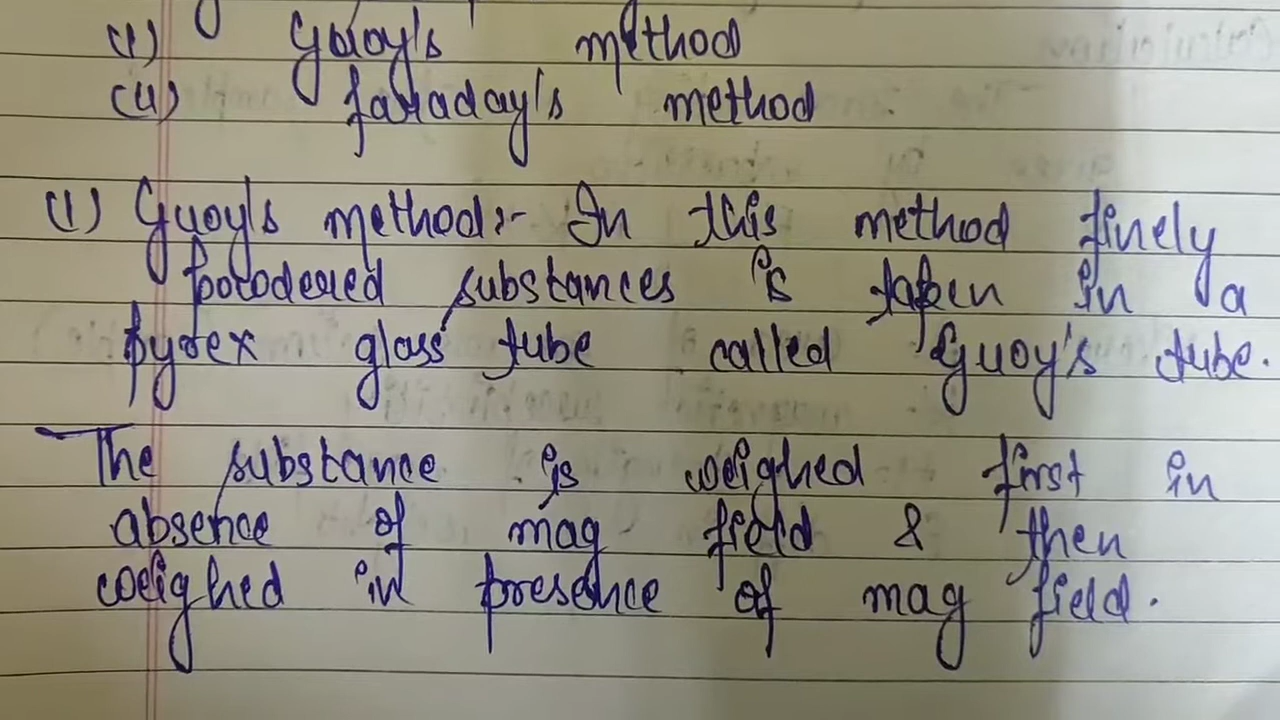 (i) Guoy's method
(ii) faraday's method
(1) Guoy's method:- In this method finely
powdered substances is taken in a
pyrex glass tube called Guoy's tube.
The substance is weighed first in
absence of mag field & then
weighed in presence of mag field.